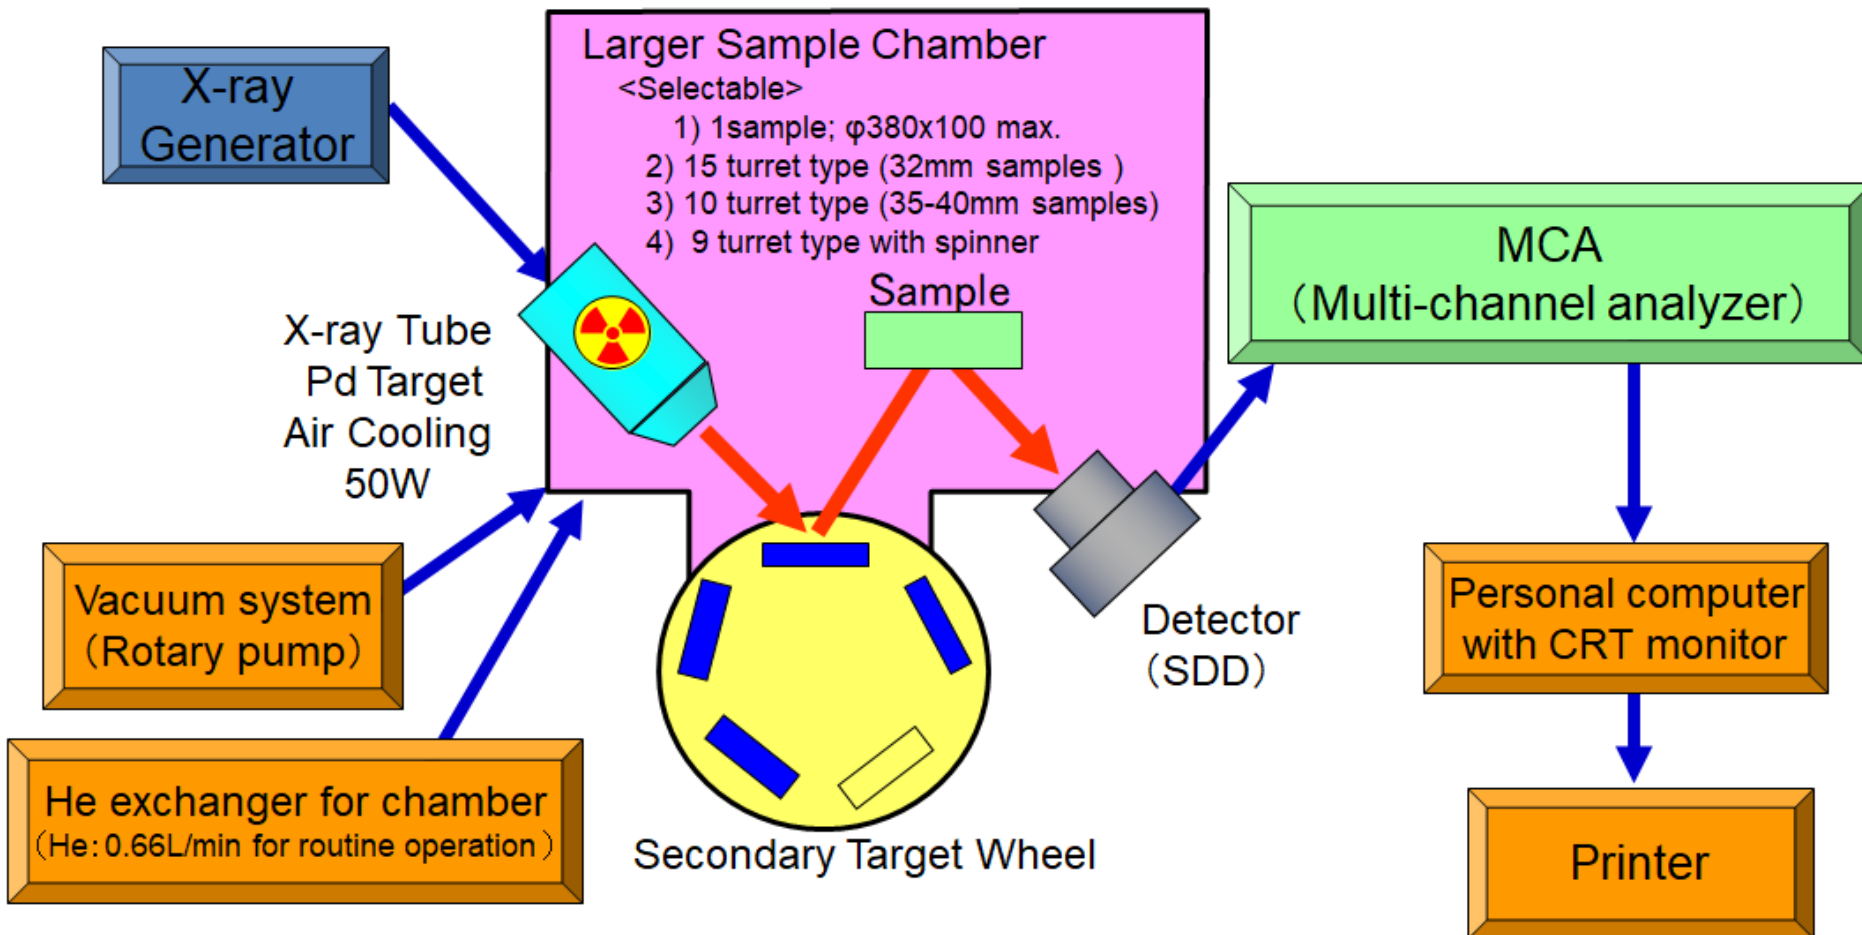 Larger Sample Chamber
<Selectable>
1) 1sample; φ380x100 max.
2) 15 turret type (32mm samples )
3) 10 turret type (35-40mm samples)
4) 9 turret type with spinner
X-ray
Generator
Sample
MCA
（Multi-channel analyzer）
X-ray Tube
Pd Target
Air Cooling
50W
Vacuum system
（Rotary pump）
Detector
（SDD）
Personal computer
with CRT monitor
He exchanger for chamber
（He：0.66L/min for routine operation）
Secondary Target Wheel
Printer